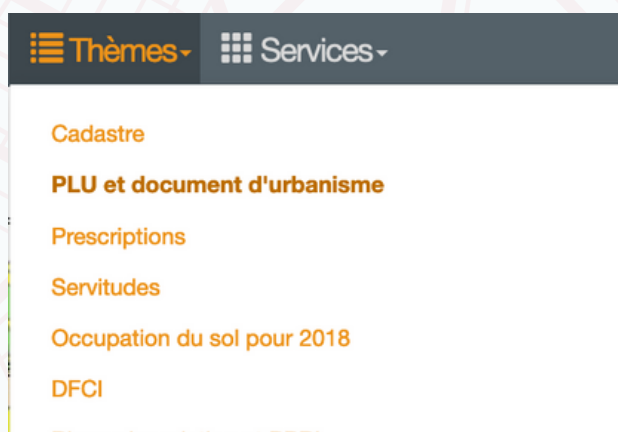 Thèmes
Services
Cadastre
PLU et document d'urbanisme
Prescriptions
Servitudes
Occupation du sol pour 2018
DFCI